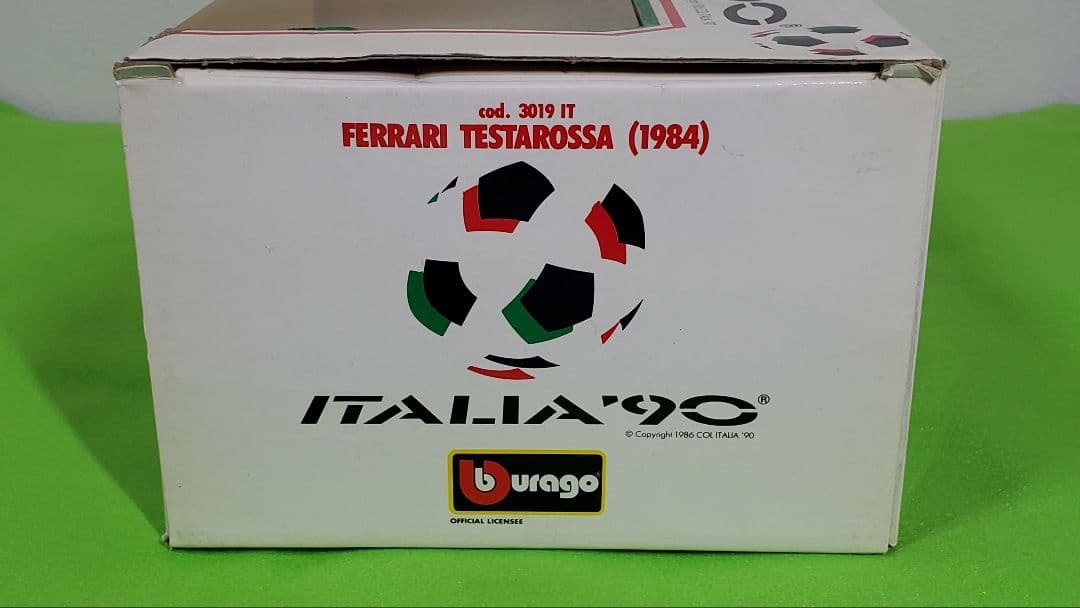 cod. 3019 IT
FERRARI TESTAROSSA (1984)
ITALIA '90®
© Copyright 1986 COL ITALIA '90
burago®
OFFICIAL LICENSEE